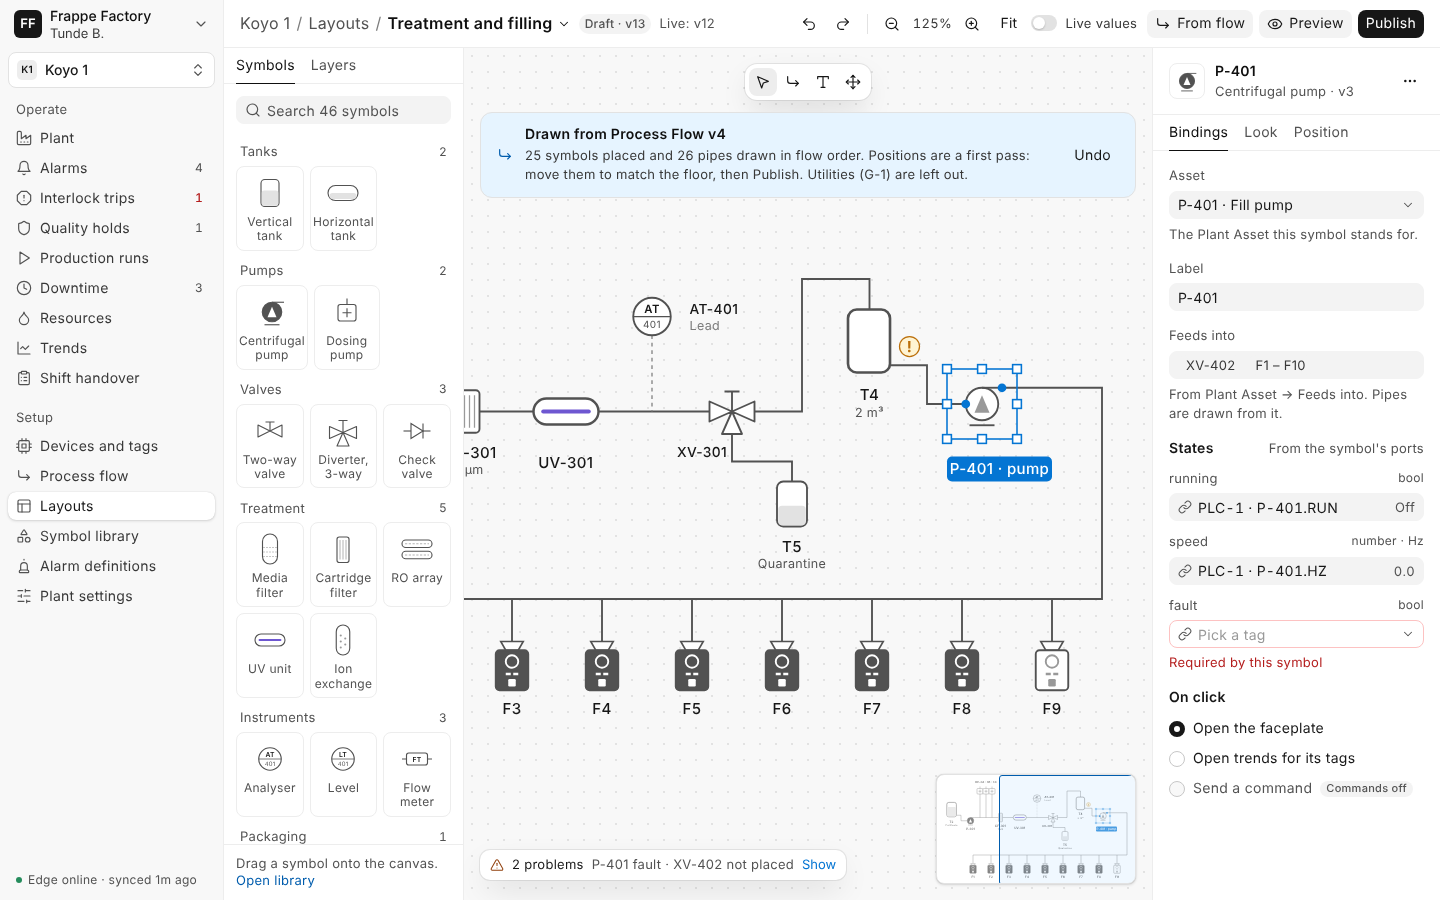 FF
Frappe Factory
Tunde B.
K1
Koyo 1
Operate
Plant
Alarms 4
Interlock trips 1
Quality holds 1
Production runs
Downtime 3
Resources
Trends
Shift handover
Setup
Devices and tags
Process flow
Layouts
Symbol library
Alarm definitions
Plant settings
Edge online · synced 1m ago
Koyo 1 / Layouts / Treatment and filling
Draft · v13
Live: v12
125%
Fit
Live values
From flow
Preview
Publish
Symbols
Layers
Search 46 symbols
Tanks 2
Vertical tank
Horizontal tank
Pumps 2
Centrifugal pump
Dosing pump
Valves 3
Two-way valve
Diverter, 3-way
Check valve
Treatment 5
Media filter
Cartridge filter
RO array
UV unit
Ion exchange
Instruments 3
AT
401
Analyser
LT
401
Level
FT
Flow meter
Packaging 1
Drag a symbol onto the canvas.
Open library
Drawn from Process Flow v4
25 symbols placed and 26 pipes drawn in flow order. Positions are a first pass:
move them to match the floor, then Publish. Utilities (G-1) are left out.
Undo
AT
401
AT-401
Lead
T4
2 m³
-301
µm
UV-301
XV-301
P-401 · pump
T5
Quarantine
F3
F4
F5
F6
F7
F8
F9
2 problems P-401 fault · XV-402 not placed Show
P-401
Centrifugal pump · v3
Bindings
Look
Position
Asset
P-401 · Fill pump
The Plant Asset this symbol stands for.
Label
P-401
Feeds into
XV-402 F1 – F10
From Plant Asset → Feeds into. Pipes
are drawn from it.
States From the symbol's ports
running bool
PLC-1 · P-401.RUN Off
speed number · Hz
PLC-1 · P-401.HZ 0.0
fault bool
Pick a tag
Required by this symbol
On click
Open the faceplate
Open trends for its tags
Send a command Commands off